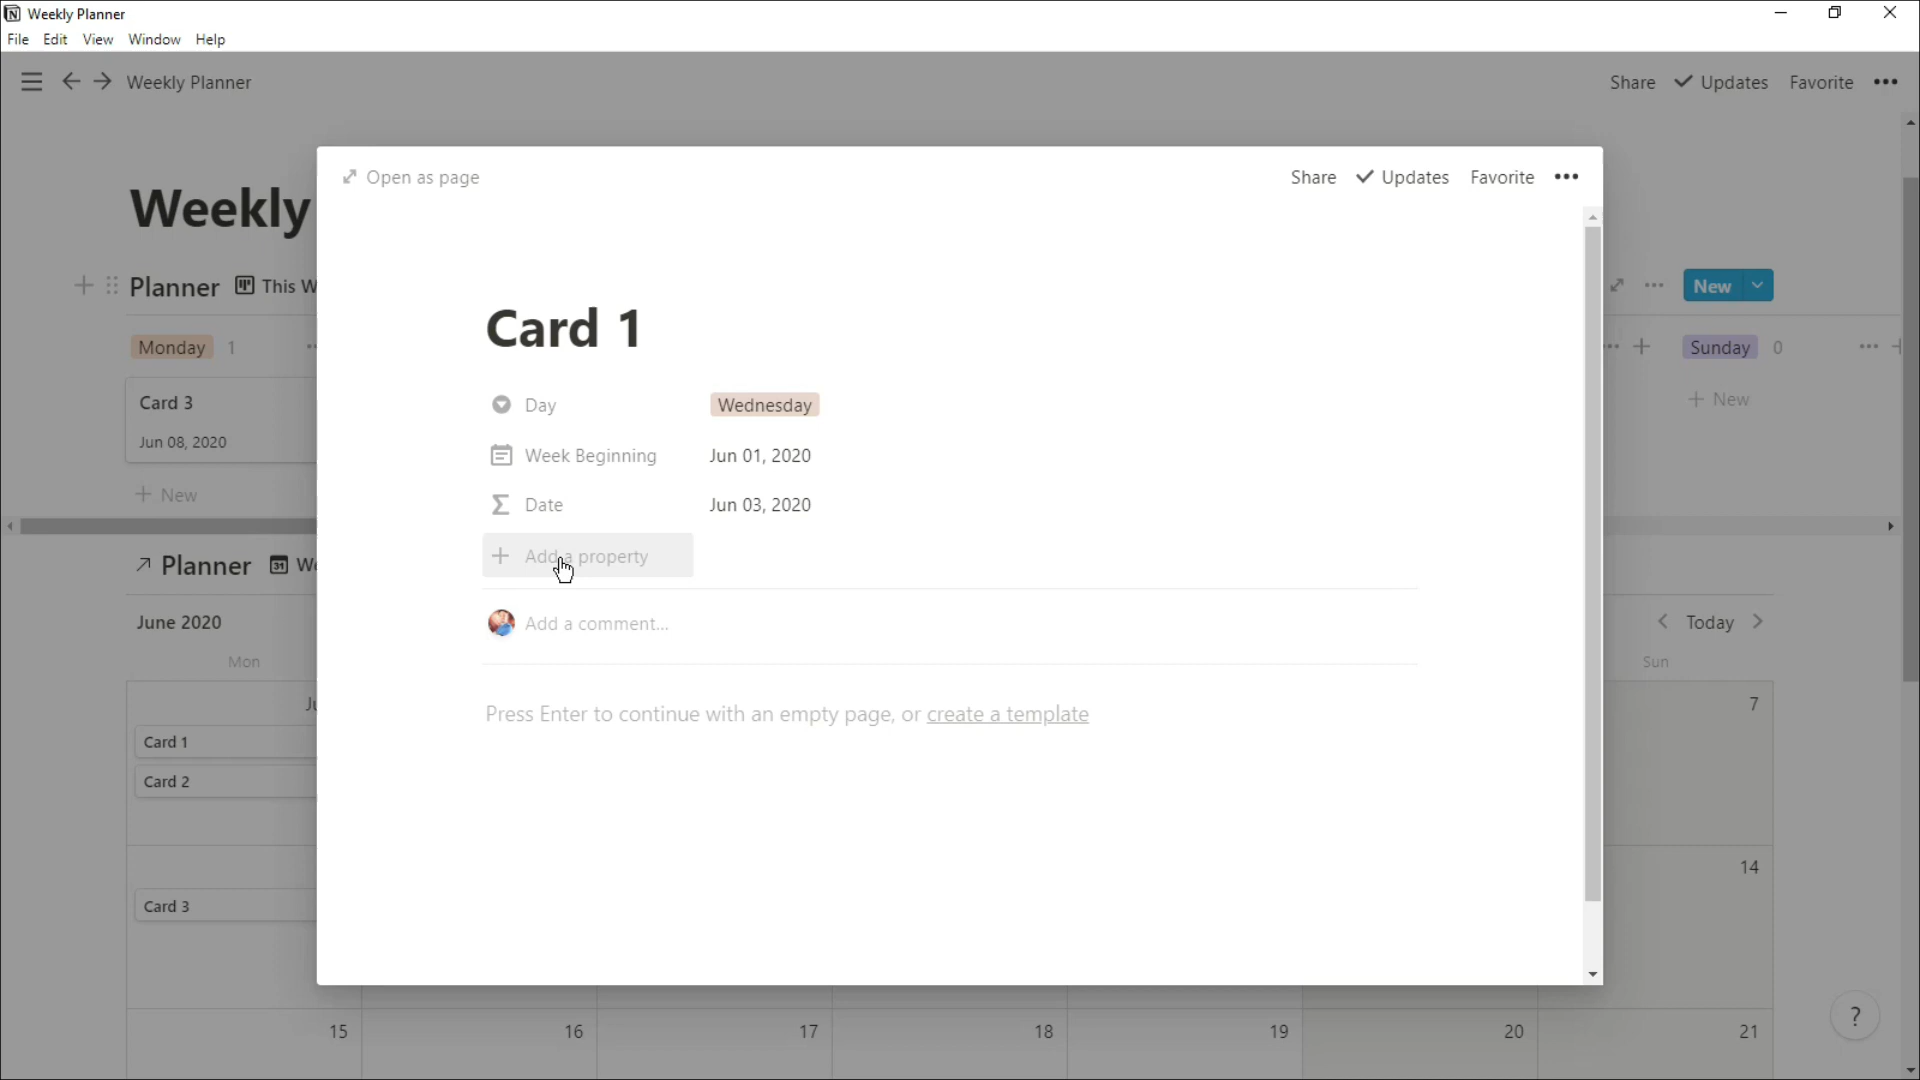 Weekly Planner
File Edit View Window Help
Weekly Planner
Share Updates Favorite
Open as page
Share Updates Favorite
Weekly
Planner This W
New
Monday 1
Sunday 0
Card 3
Jun 08, 2020
New
New
Card 1
Day Wednesday
Week Beginning Jun 01, 2020
Date Jun 03, 2020
Add a property
Add a comment...
Press Enter to continue with an empty page, or create a template
Planner
June 2020
Today
Mon
Sun
7
Card 1
Card 2
14
Card 3
15 16 17 18 19 20 21
?